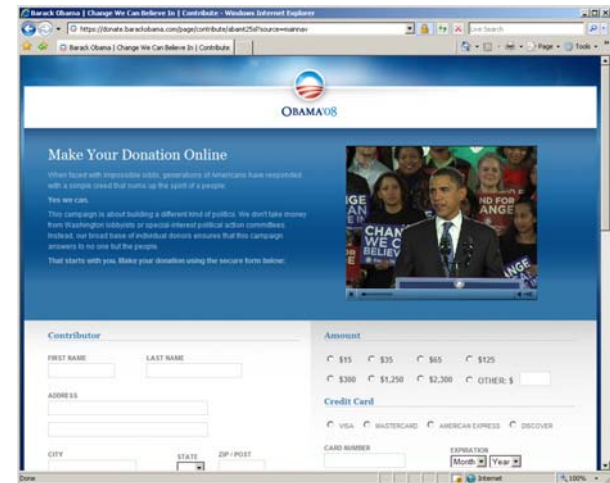 Barack Obama | Change We Can Believe In | Contribute - Windows Internet Explorer
Live Search
Barack Obama | Change We Can Believe In | Contribute
Page
Tools
OBAMA'08
Make Your Donation Online
When faced with impossible odds, generations of Americans have responded
with a simple creed that sums up the spirit of a people.
Yes we can.
This campaign is about building a different kind of politics. We don't take money
from Washington lobbyists or special-interest political action committees.
Instead, our broad base of individual donors ensures that this campaign
answers to no one but the people.
That starts with you. Make your donation using the secure form below:
CHAN
WE C
BELIEV
Contributor
FIRST NAME LAST NAME
ADDRESS
CITY STATE ZIP / POST
Amount
$15 $35 $65 $125
$300 $1,250 $2,300 OTHER: $
Credit Card
VISA MASTERCARD AMERICAN EXPRESS DISCOVER
CARD NUMBER EXPIRATION
Month Year
Done Internet 100%